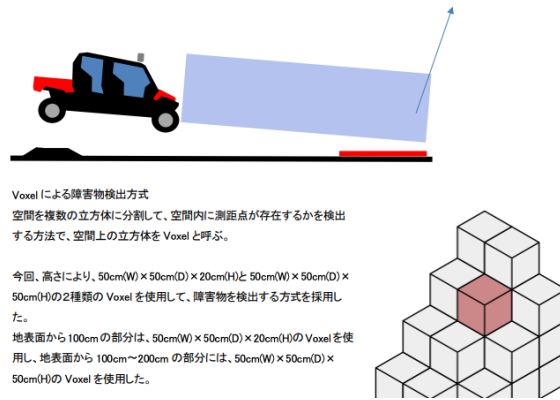 Voxel による障害物検出方式
空間を複数の立方体に分割して、空間内に測距点が存在するかを検出
する方法で、空間上の立方体を Voxel と呼ぶ。
今回、高さにより、50cm(W)×50cm(D)×20cm(H)と 50cm(W)×50cm(D)×
50cm(H)の2種類の Voxel を使用して、障害物を検出する方式を採用し
た。
地表面から100cmの部分は、50cm(W)×50cm(D)×20cm(H)の Voxelを使
用し、地表面から 100cm～200cm の部分には、50cm(W)×50cm(D)×
50cm(H)の Voxel を使用した。